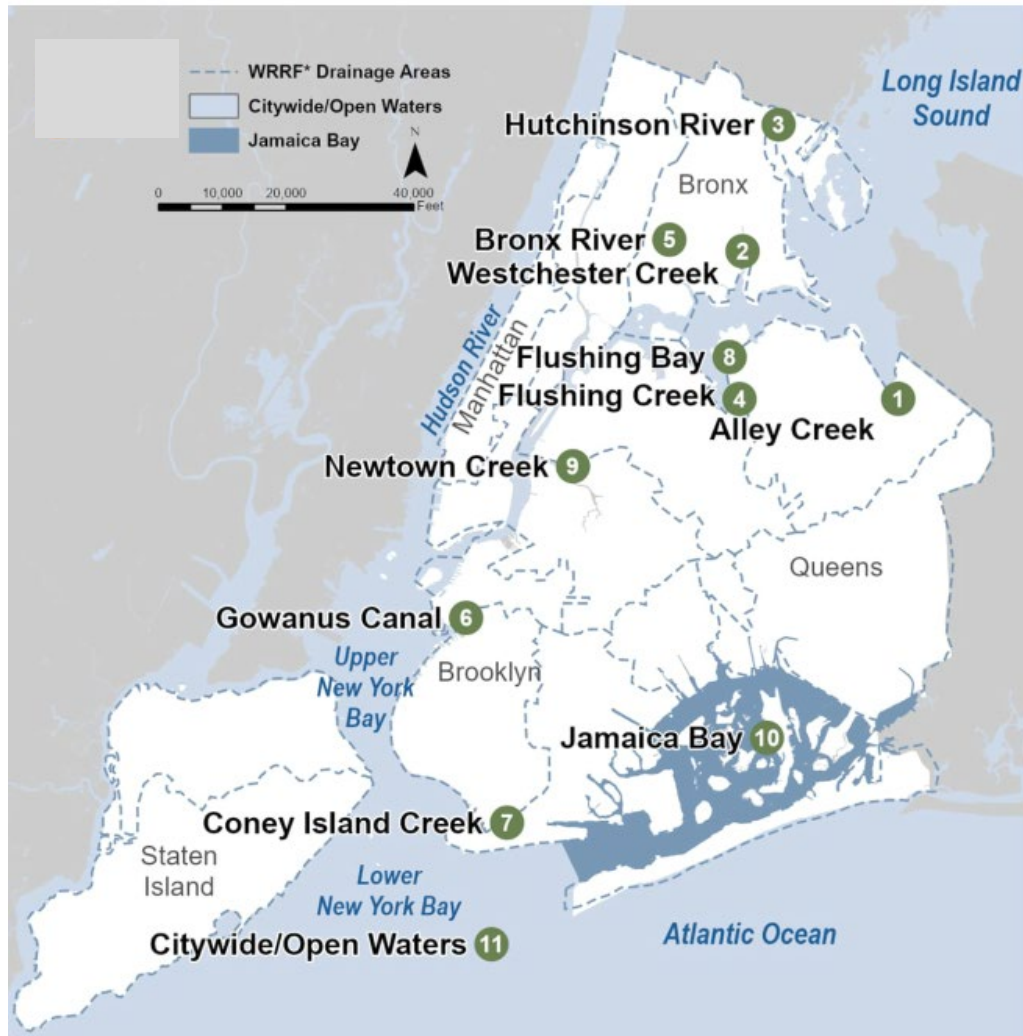 WRRF* Drainage Areas
Citywide/Open Waters
Jamaica Bay
N
0 10,000 20,000 40,000
Feet
Long Island
Sound
Hutchinson River 3
Bronx
Bronx River 5
2
Westchester Creek
Hudson River
Manhattan
Flushing Bay 8
Flushing Creek 4
1
Alley Creek
Newtown Creek 9
Queens
Gowanus Canal 6
Upper
New York
Bay
Brooklyn
Jamaica Bay 10
Coney Island Creek 7
Staten
Island
Lower
New York Bay
Citywide/Open Waters 11
Atlantic Ocean